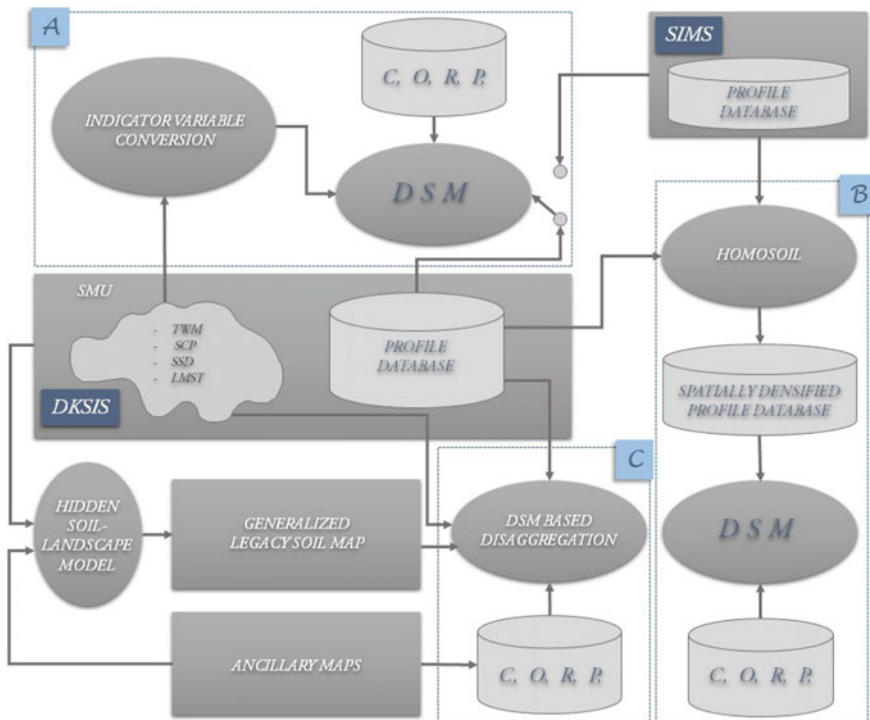 A
C, O, R, P,
INDICATOR VARIABLE
CONVERSION
D S M
SIMS
PROFILE
DATABASE
B
HOMOSOIL
SMU
- TWM
- SCP
- SSD
- LMST
PROFILE
DATABASE
DKSIS
SPATIALLY DENSIFIED
PROFILE DATABASE
C
HIDDEN
SOIL-
LANDSCAPE
MODEL
GENERALIZED
LEGACY SOIL MAP
DSM BASED
DISAGGREGATION
D S M
ANCILLARY MAPS
C, O, R, P,
C, O, R, P,